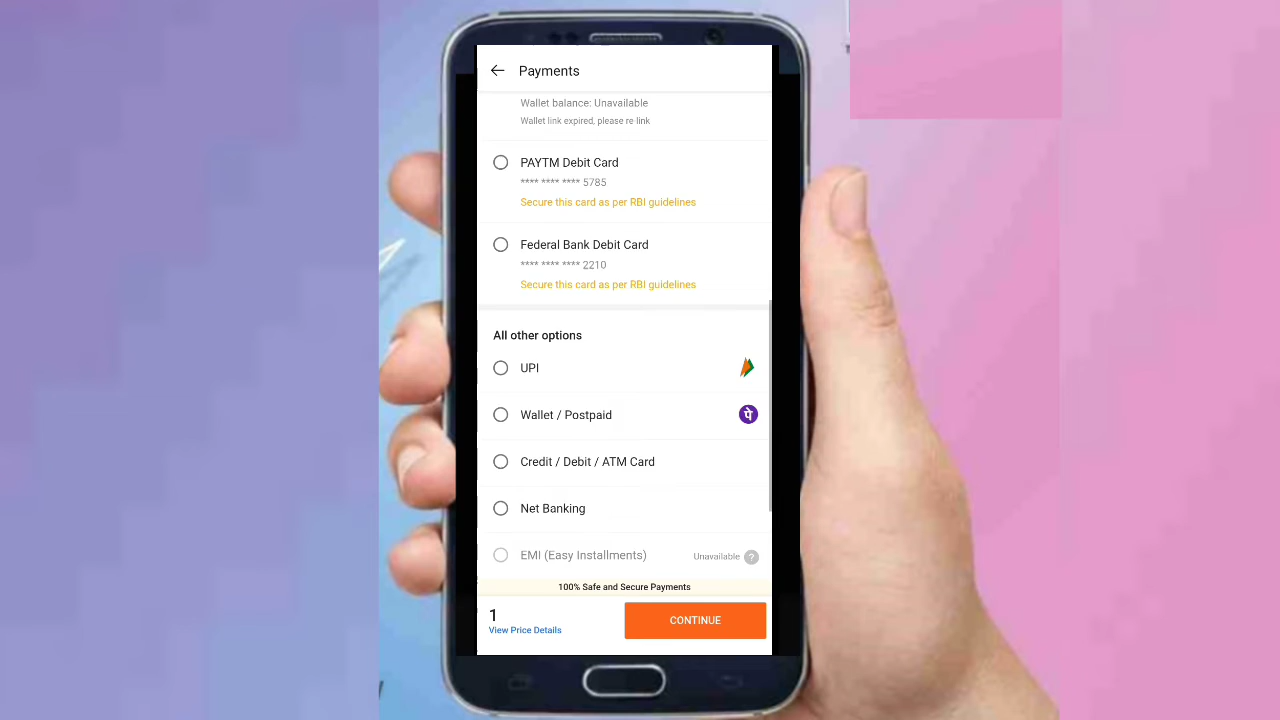 Payments
Wallet balance: Unavailable
Wallet link expired, please re-link
PAYTM Debit Card
**** **** **** 5785
Secure this card as per RBI guidelines
Federal Bank Debit Card
**** **** **** 2210
Secure this card as per RBI guidelines
All other options
UPI
Wallet / Postpaid
पे
Credit / Debit / ATM Card
Net Banking
EMI (Easy Installments)
Unavailable ?
100% Safe and Secure Payments
1
View Price Details
CONTINUE